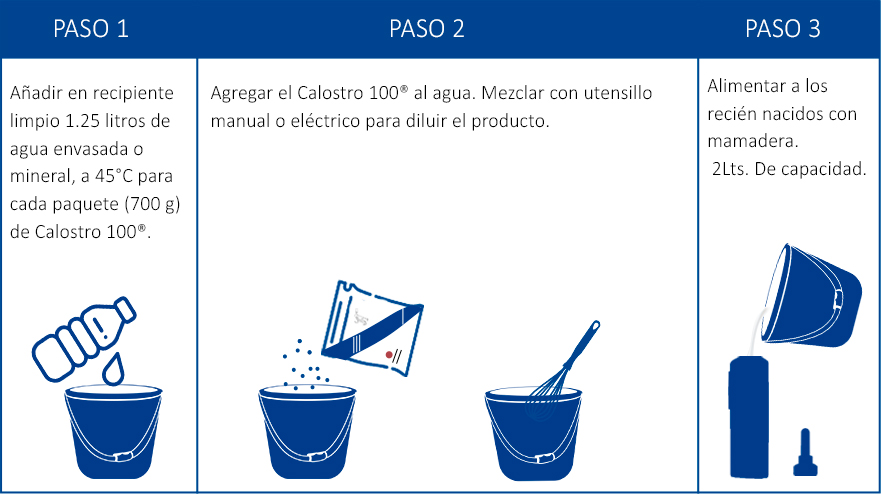 PASO 1
Añadir en recipiente
limpio 1.25 litros de
agua envasada o
mineral, a 45°C para
cada paquete (700 g)
de Calostro 100®.
PASO 2
Agregar el Calostro 100® al agua. Mezclar con utensillo
manual o eléctrico para diluir el producto.
PASO 3
Alimentar a los
recién nacidos con
mamadera.
2Lts. De capacidad.